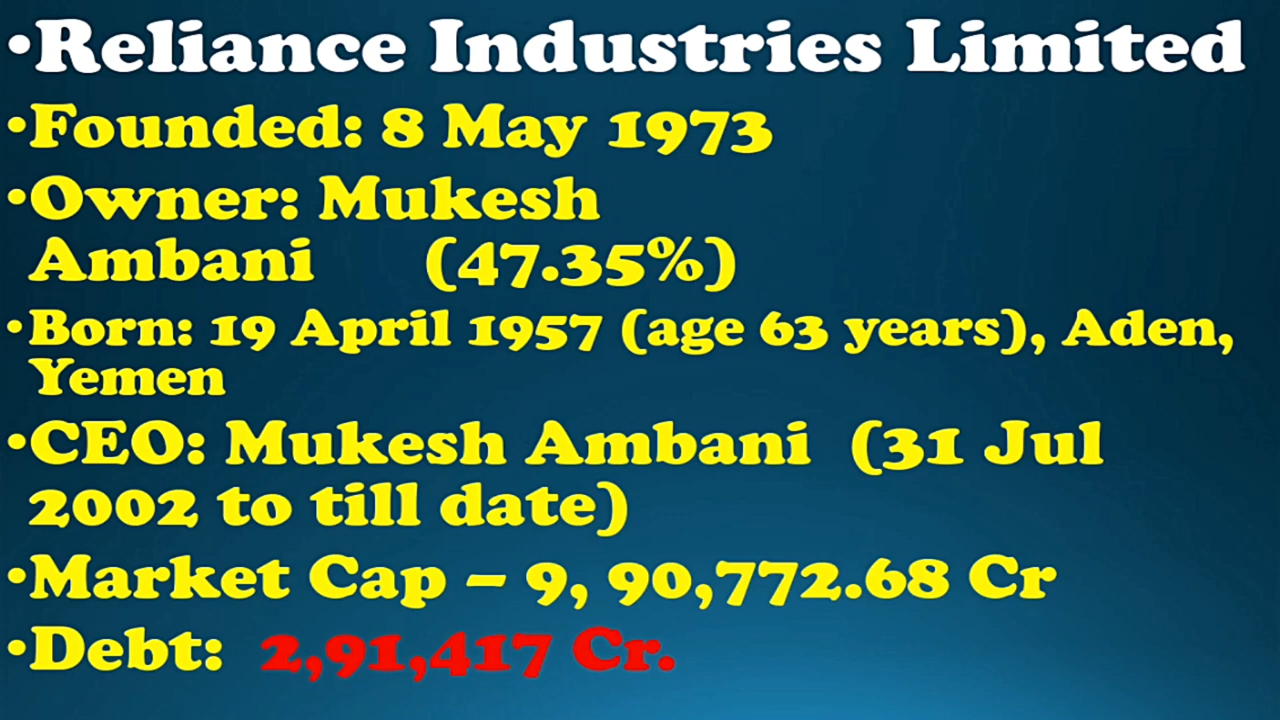 •Reliance Industries Limited
•Founded: 8 May 1973
•Owner: Mukesh
Ambani (47.35%)
•Born: 19 April 1957 (age 63 years), Aden,
Yemen
•CEO: Mukesh Ambani (31 Jul
2002 to till date)
•Market Cap – 9, 90,772.68 Cr
•Debt: 2,91,417 Cr.